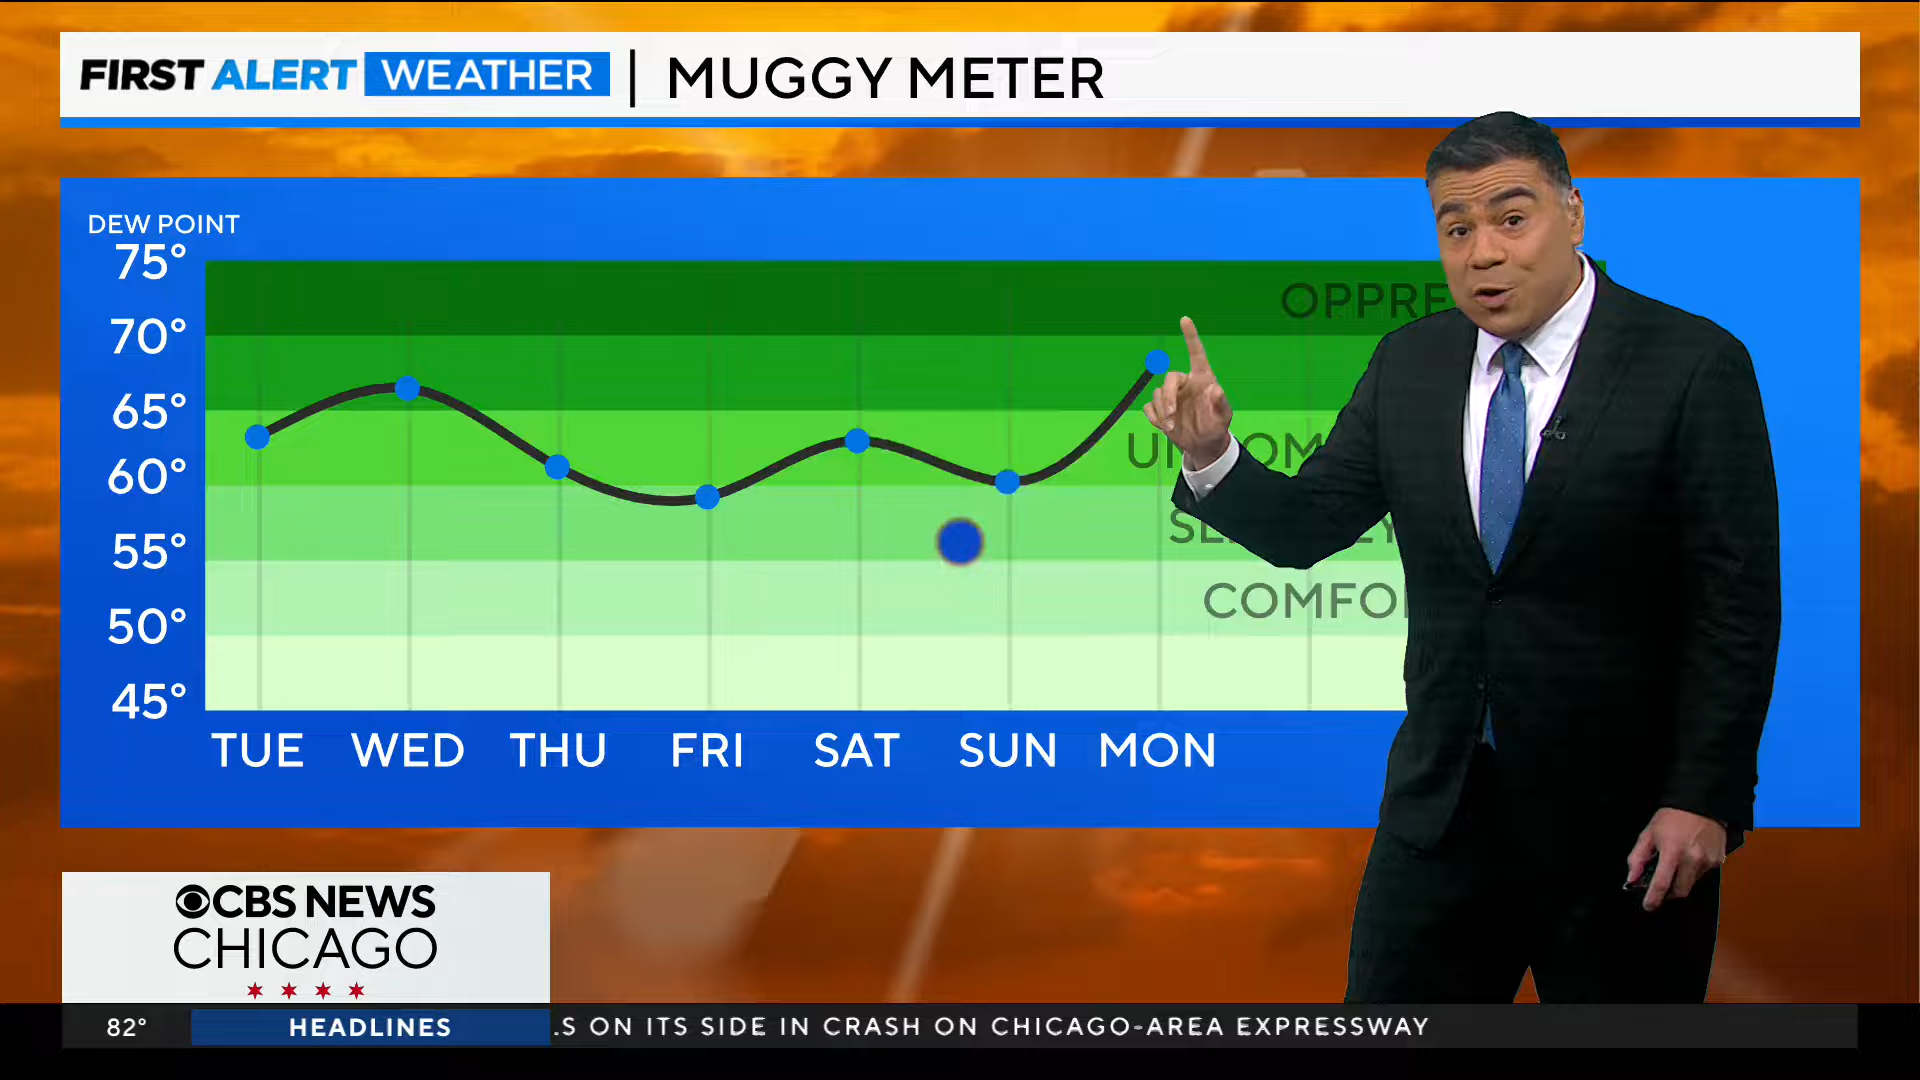 FIRST ALERT WEATHER | MUGGY METER
DEW POINT
75°
70°
65°
60°
55°
50°
45°
TUE WED THU FRI SAT SUN MON
CBS NEWS
CHICAGO
82° HEADLINES .S ON ITS SIDE IN CRASH ON CHICAGO-AREA EXPRESSWAY